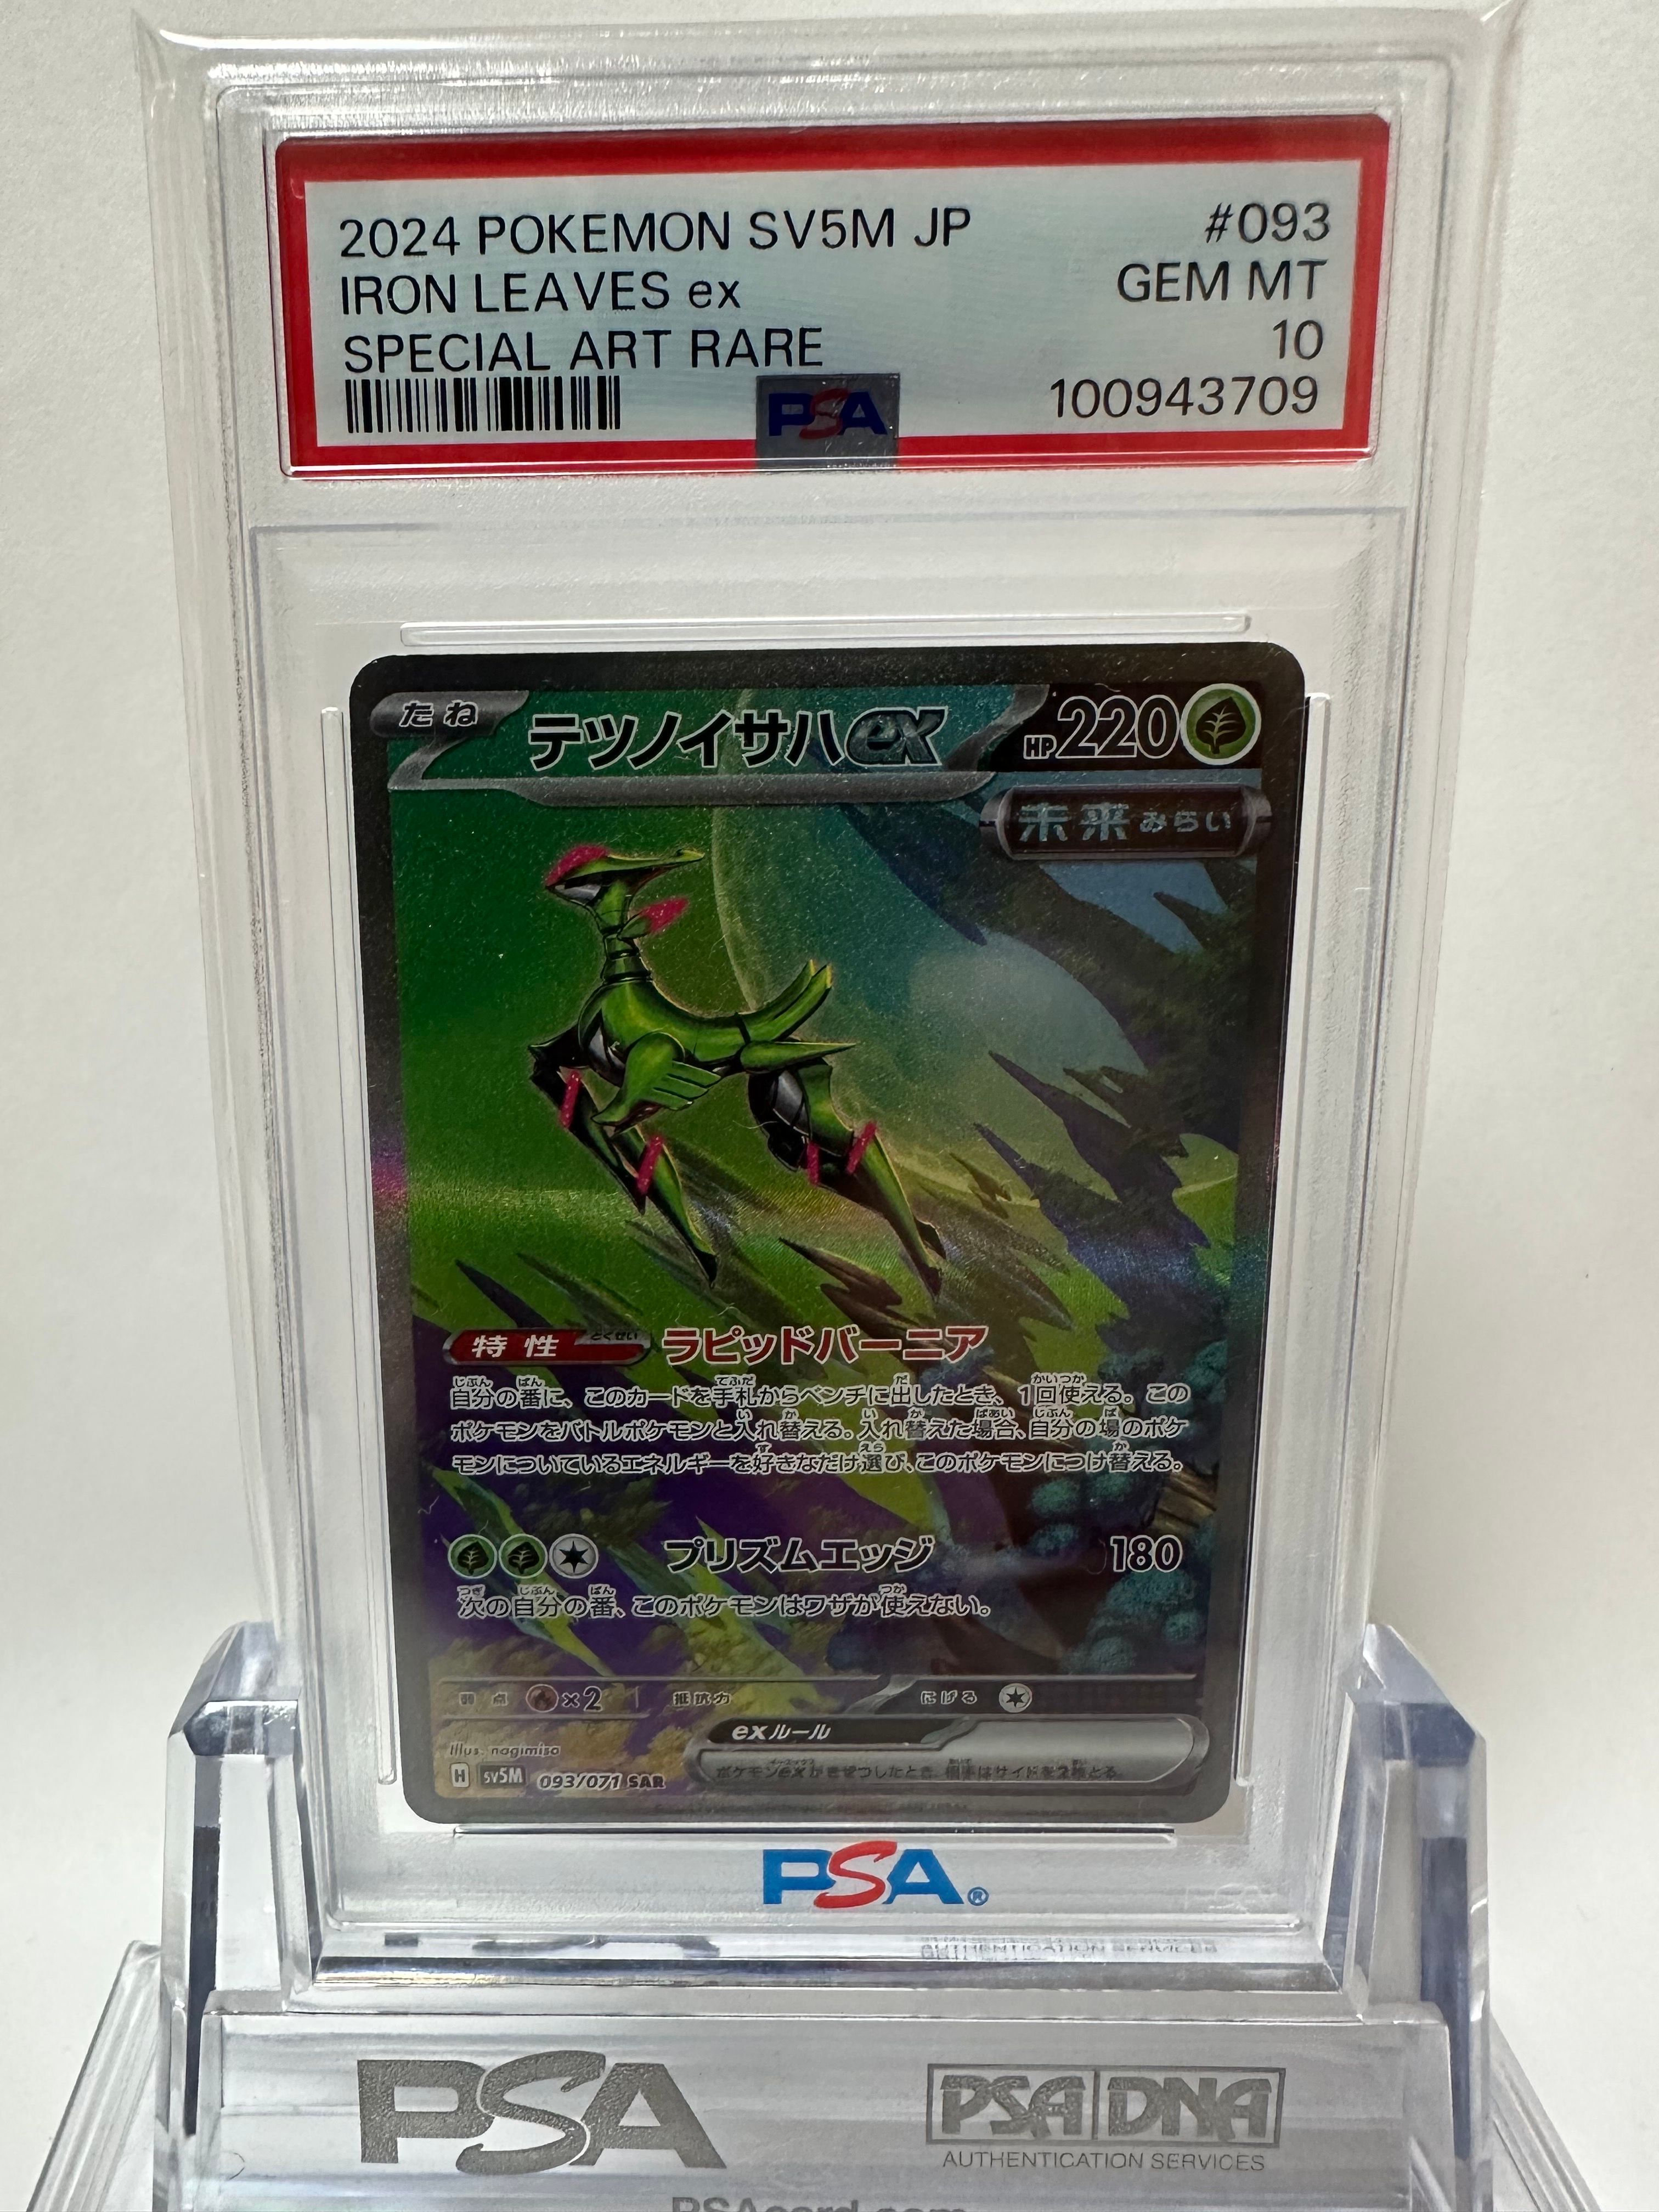 2024 POKEMON SV5M JP #093
IRON LEAVES ex GEM MT
SPECIAL ART RARE 10
PSA 100943709
たね テツノイサハex HP220
未来 みらい
特性 とくせい ラピッドバーニア
自分の番に、このカードを手札からベンチに出したとき、1回使える。この
ポケモンをバトルポケモンと入れ替える。入れ替えた場合、自分の場のポケ
モンについているエネルギーを好きなだけ選び、このポケモンにつけ替える。
プリズムエッジ 180
次の自分の番、このポケモンはワザが使えない。
弱点 ×2 抵抗力 にげる
exルール
Illus. nagimiso
ポケモンexがきぜつしたとき、相手はサイドを2枚とる。
H SV5M 093/071 SAR
PSA®
PSA PSA|DNA
AUTHENTICATION SERVICES
PSAcard.com